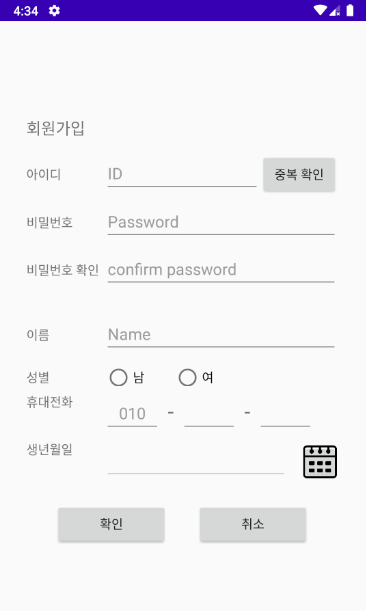 4:34
회원가입
아이디 ID 중복 확인
비밀번호 Password
비밀번호 확인 confirm password
이름 Name
성별 남 여
휴대전화 010 - -
생년월일
확인 취소